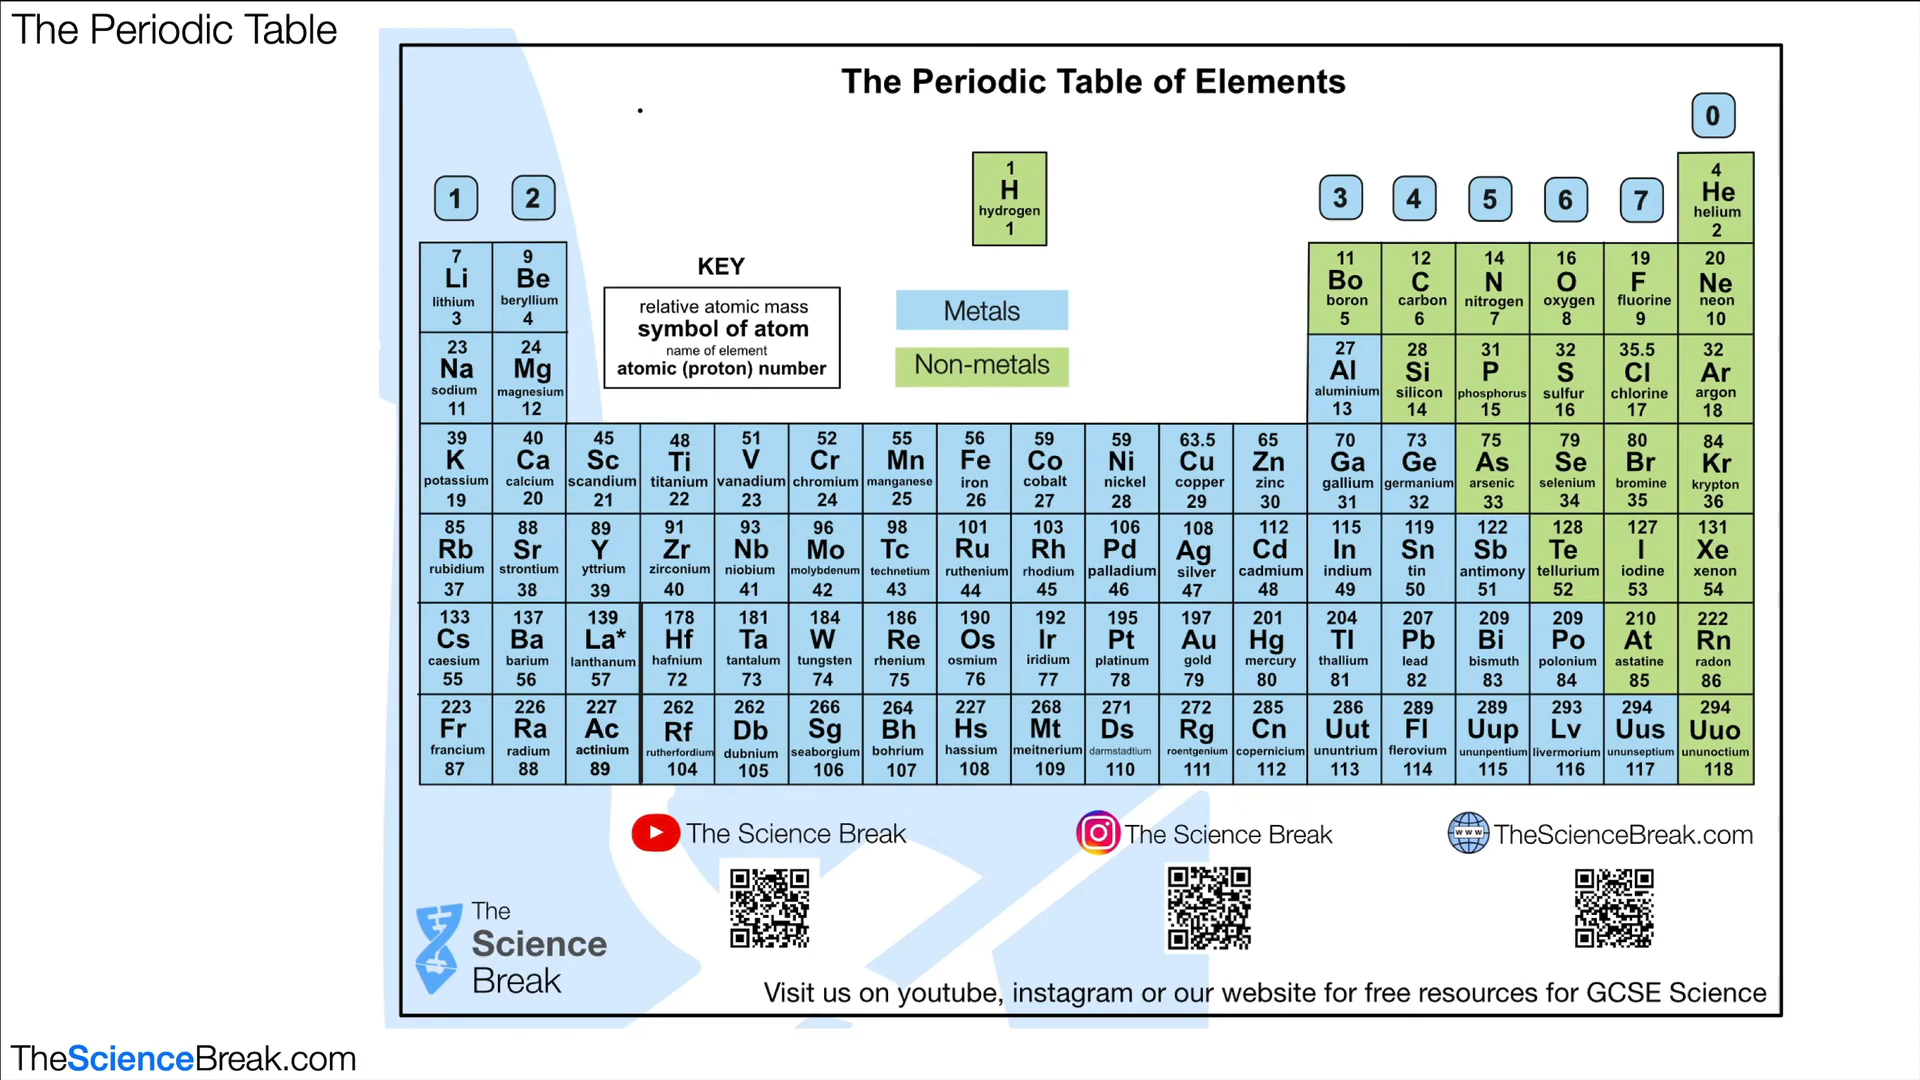 The Periodic Table
The Periodic Table of Elements
0
1 2 3 4 5 6 7
1
H
hydrogen
1
4
He
helium
2
KEY
relative atomic mass
symbol of atom
name of element
atomic (proton) number
Metals
Non-metals
7 9 11 12 14 16 19 20
Li Be Bo C N O F Ne
lithium beryllium boron carbon nitrogen oxygen fluorine neon
3 4 5 6 7 8 9 10
23 24 27 28 31 32 35.5 32
Na Mg Al Si P S Cl Ar
sodium magnesium aluminium silicon phosphorus sulfur chlorine argon
11 12 13 14 15 16 17 18
39 40 45 48 51 52 55 56 59 59 63.5 65 70 73 75 79 80 84
K Ca Sc Ti V Cr Mn Fe Co Ni Cu Zn Ga Ge As Se Br Kr
potassium calcium scandium titanium vanadium chromium manganese iron cobalt nickel copper zinc gallium germanium arsenic selenium bromine krypton
19 20 21 22 23 24 25 26 27 28 29 30 31 32 33 34 35 36
85 88 89 91 93 96 98 101 103 106 108 112 115 119 122 128 127 131
Rb Sr Y Zr Nb Mo Tc Ru Rh Pd Ag Cd In Sn Sb Te I Xe
rubidium strontium yttrium zirconium niobium molybdenum technetium ruthenium rhodium palladium silver cadmium indium tin antimony tellurium iodine xenon
37 38 39 40 41 42 43 44 45 46 47 48 49 50 51 52 53 54
133 137 139 178 181 184 186 190 192 195 197 201 204 207 209 209 210 222
Cs Ba La* Hf Ta W Re Os Ir Pt Au Hg Tl Pb Bi Po At Rn
caesium barium lanthanum hafnium tantalum tungsten rhenium osmium iridium platinum gold mercury thallium lead bismuth polonium astatine radon
55 56 57 72 73 74 75 76 77 78 79 80 81 82 83 84 85 86
223 226 227 262 262 266 264 227 268 271 272 285 286 289 289 293 294 294
Fr Ra Ac Rf Db Sg Bh Hs Mt Ds Rg Cn Uut Fl Uup Lv Uus Uuo
francium radium actinium rutherfordium dubnium seaborgium bohrium hassium meitnerium darmstadtium roentgenium copernicium ununtrium flerovium ununpentium livermorium ununseptium ununoctium
87 88 89 104 105 106 107 108 109 110 111 112 113 114 115 116 117 118
The Science Break
The Science Break
www
TheScienceBreak.com
The
Science
Break
Visit us on youtube, instagram or our website for free resources for GCSE Science
TheScienceBreak.com